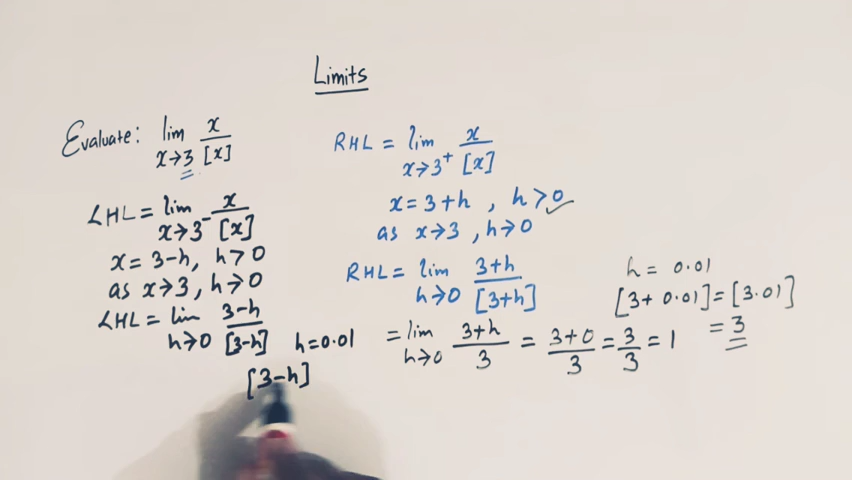 Limits
Evaluate: lim x→3 x/[x]
LHL = lim x→3⁻ x/[x]
x = 3-h, h>0
as x→3, h→0
LHL = lim h→0 3-h/[3-h] h=0.01
[3-h]
RHL = lim x→3⁺ x/[x]
x = 3+h, h>0 ✓
as x→3, h→0
RHL = lim h→0 3+h/[3+h]
= lim h→0 3+h/3 = 3+0/3 = 3/3 = 1
h = 0.01
[3+0.01] = [3.01]
= 3